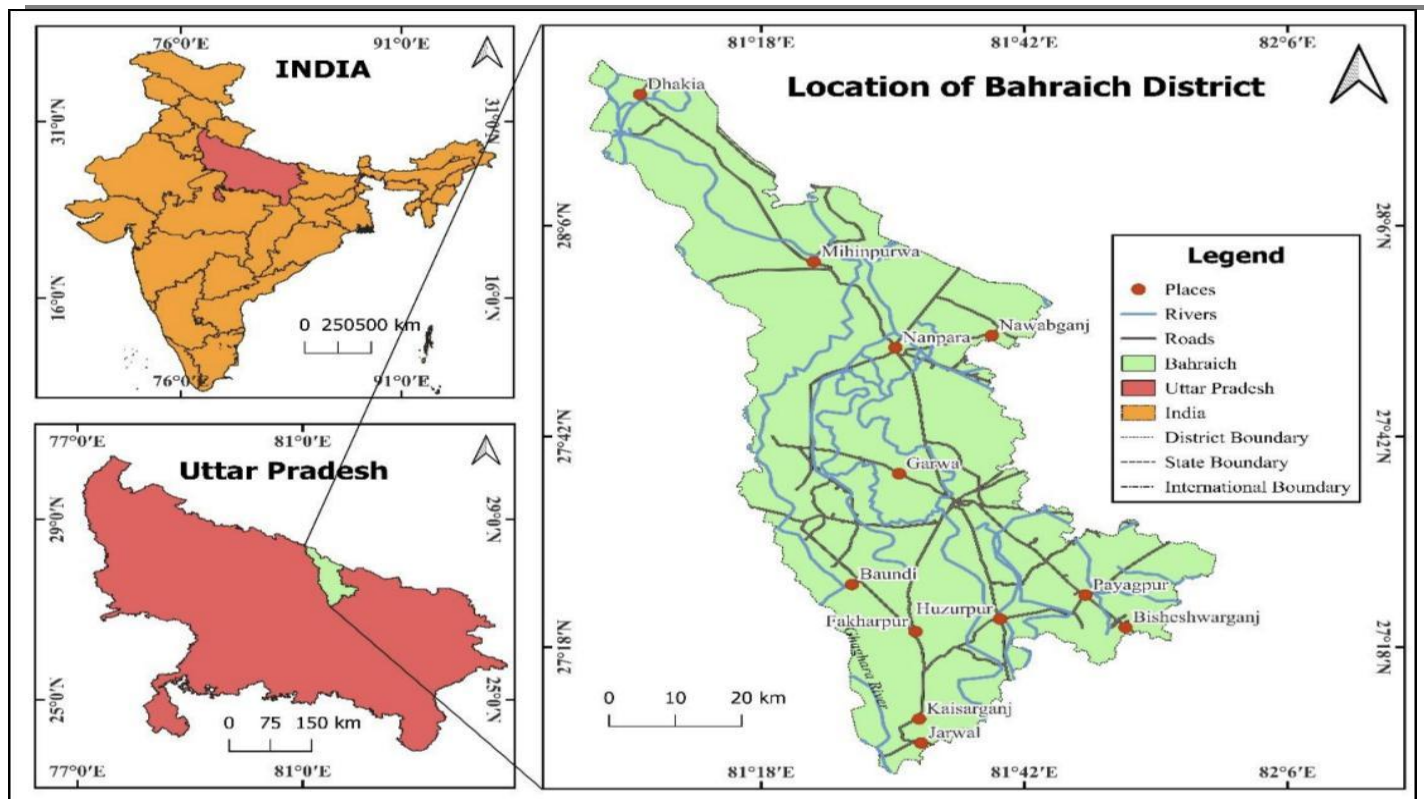 76°0'E 91°0'E
INDIA
31°0'N 31°0'N
16°0'N 16°0'N
0 250500 km
76°0'E 91°0'E
77°0'E 81°0'E
Uttar Pradesh
29°0'N 29°0'N
25°0'N 25°0'N
0 75 150 km
77°0'E 81°0'E
81°18'E 81°42'E 82°6'E
Location of Bahraich District
Dhakia
28°6'N 28°6'N
Mihinpurwa
Nawabganj
Nanpara
27°42'N 27°42'N
Garwa
Baundi
Payagpur
Huzurpur
Fakharpur
Bisheshwarganj
27°18'N 27°18'N
Ghaghara River
0 10 20 km
Kaisarganj
Jarwal
81°18'E 81°42'E 82°6'E
Legend
Places
Rivers
Roads
Bahraich
Uttar Pradesh
India
District Boundary
State Boundary
International Boundary